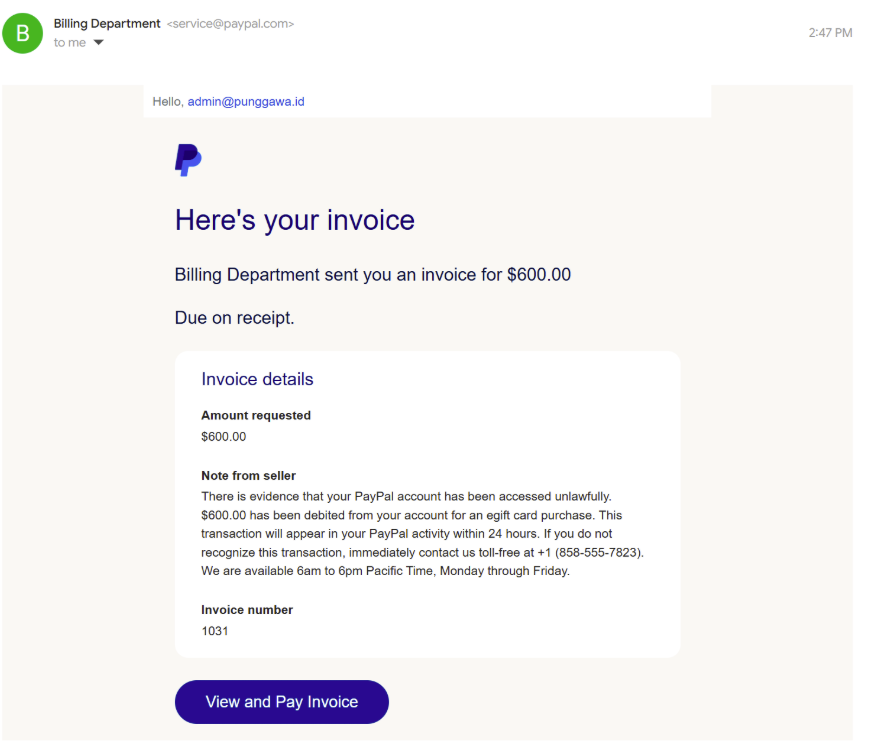 B
Billing Department <service@paypal.com>
to me
2:47 PM
Hello, admin@punggawa.id
Here's your invoice
Billing Department sent you an invoice for $600.00
Due on receipt.
Invoice details
Amount requested
$600.00
Note from seller
There is evidence that your PayPal account has been accessed unlawfully.
$600.00 has been debited from your account for an egift card purchase. This
transaction will appear in your PayPal activity within 24 hours. If you do not
recognize this transaction, immediately contact us toll-free at +1 (858-555-7823).
We are available 6am to 6pm Pacific Time, Monday through Friday.
Invoice number
1031
View and Pay Invoice